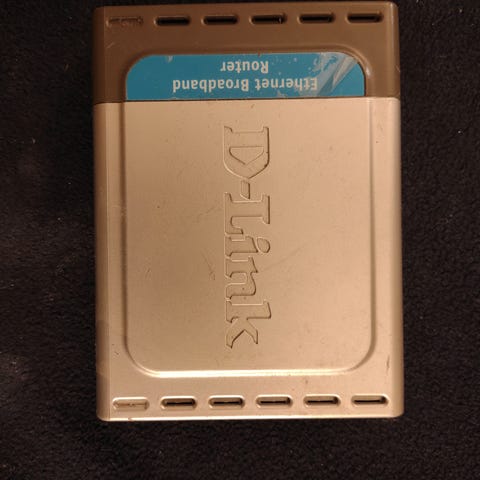 Ethernet Broadband
Router
D-Link